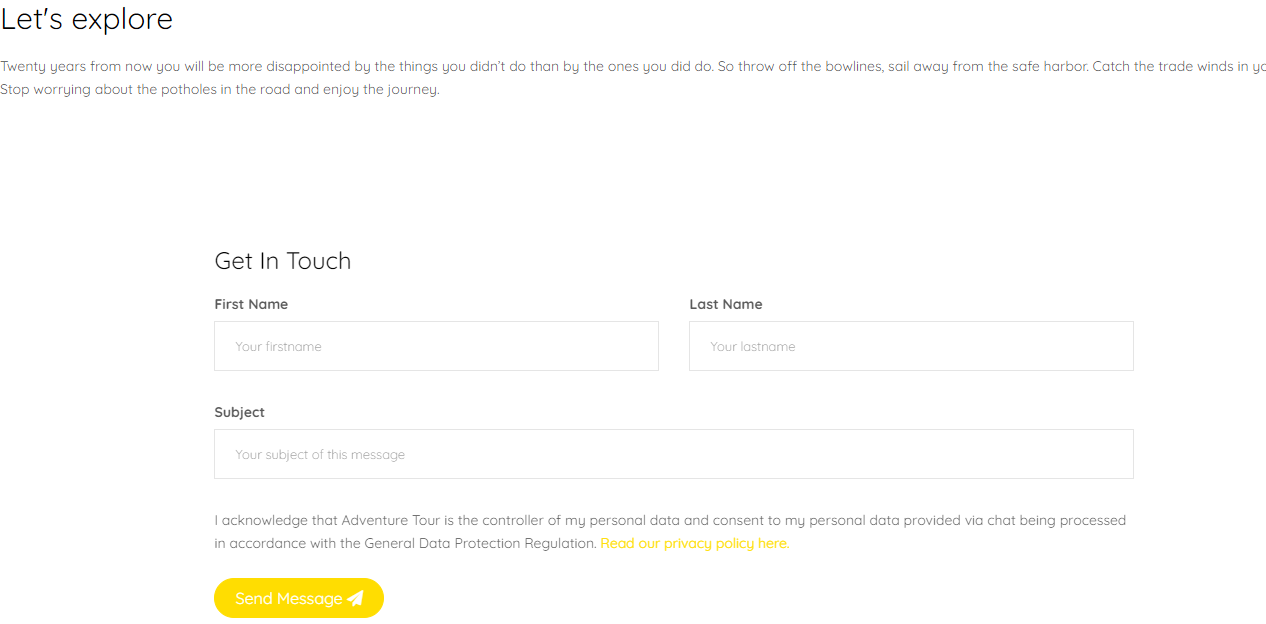 Let's explore
Twenty years from now you will be more disappointed by the things you didn't do than by the ones you did do. So throw off the bowlines, sail away from the safe harbor. Catch the trade winds in
Stop worrying about the potholes in the road and enjoy the journey.
Get In Touch
First Name
Last Name
Your firstname
Your lastname
Subject
Your subject of this message
I acknowledge that Adventure Tour is the controller of my personal data and consent to my personal data provided via chat being processed
in accordance with the General Data Protection Regulation. Read our privacy policy here.
Send Message